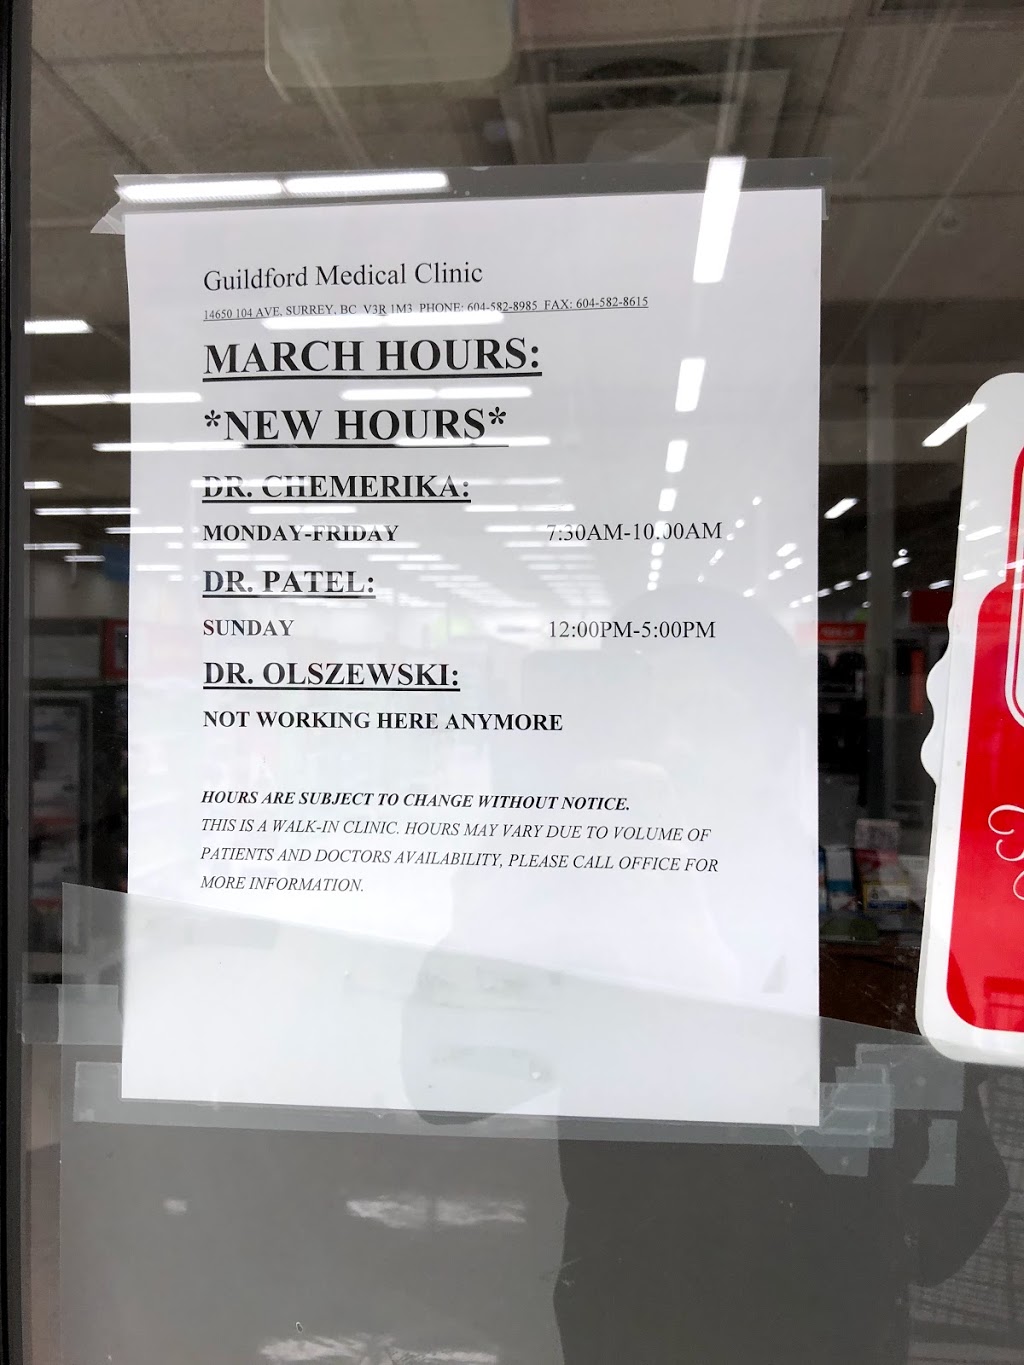 Guildford Medical Clinic
14650 104 AVE, SURREY, BC V3R 1M3 PHONE: 604-582-8985 FAX: 604-582-8615
MARCH HOURS:
*NEW HOURS*
DR. CHEMERIKA:
MONDAY-FRIDAY 7:30AM-10:00AM
DR. PATEL:
SUNDAY 12:00PM-5:00PM
DR. OLSZEWSKI:
NOT WORKING HERE ANYMORE
HOURS ARE SUBJECT TO CHANGE WITHOUT NOTICE.
THIS IS A WALK-IN CLINIC. HOURS MAY VARY DUE TO VOLUME OF
PATIENTS AND DOCTORS AVAILABILITY, PLEASE CALL OFFICE FOR
MORE INFORMATION.